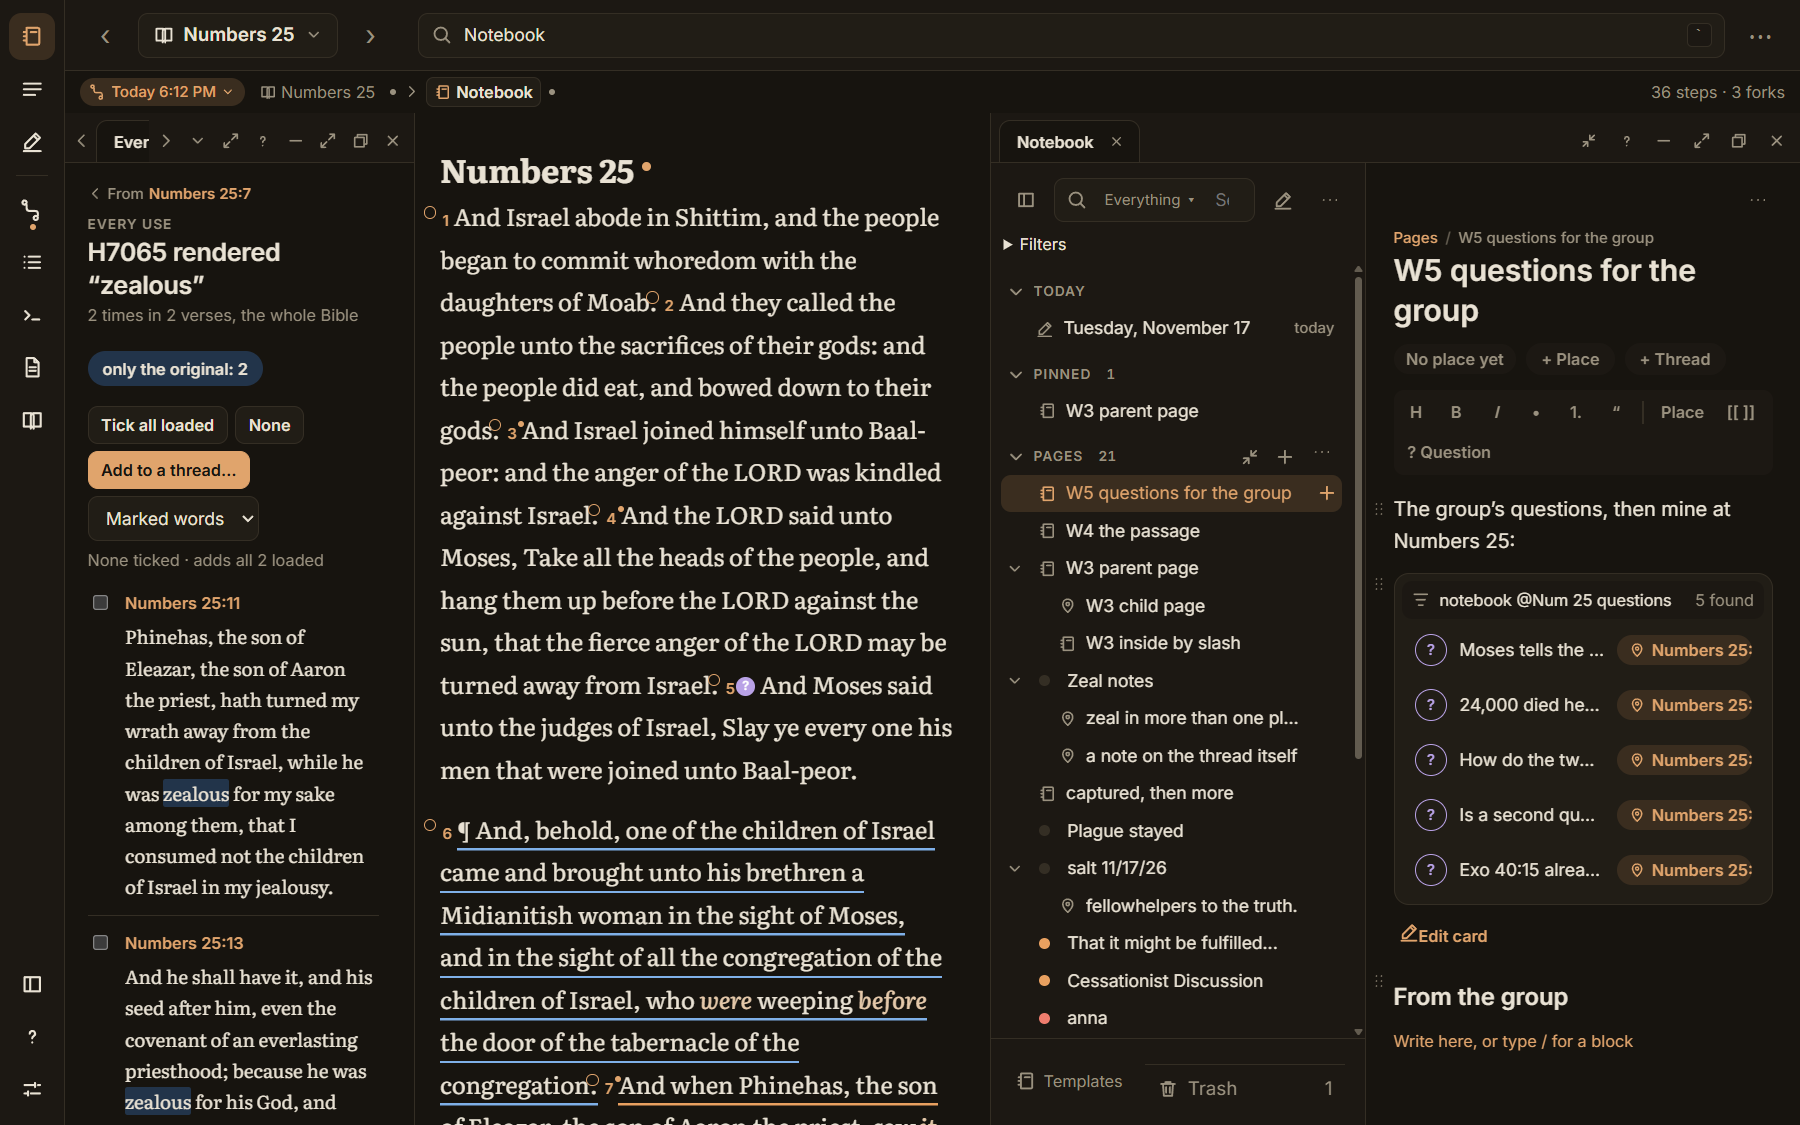 Numbers 25
Notebook
`
Today 6:12 PM
Numbers 25
Notebook
36 steps · 3 forks
Ever
?
From Numbers 25:7
EVERY USE
H7065 rendered
“zealous”
2 times in 2 verses, the whole Bible
only the original: 2
Tick all loaded
None
Add to a thread...
Marked words
None ticked · adds all 2 loaded
Numbers 25:11
Phinehas, the son of
Eleazar, the son of Aaron
the priest, hath turned my
wrath away from the
children of Israel, while he
was zealous for my sake
among them, that I
consumed not the children
of Israel in my jealousy.
Numbers 25:13
And he shall have it, and his
seed after him, even the
covenant of an everlasting
priesthood; because he was
zealous for his God, and
?
Numbers 25
1 And Israel abode in Shittim, and the people
began to commit whoredom with the
daughters of Moab. 2 And they called the
people unto the sacrifices of their gods: and
the people did eat, and bowed down to their
gods. 3 And Israel joined himself unto Baal-
peor: and the anger of the LORD was kindled
against Israel. 4 And the LORD said unto
Moses, Take all the heads of the people, and
hang them up before the LORD against the
sun, that the fierce anger of the LORD may be
turned away from Israel. 5 ? And Moses said
unto the judges of Israel, Slay ye every one his
men that were joined unto Baal-peor.
6 ¶ And, behold, one of the children of Israel
came and brought unto his brethren a
Midianitish woman in the sight of Moses,
and in the sight of all the congregation of the
children of Israel, who were weeping before
the door of the tabernacle of the
congregation. 7 And when Phinehas, the son
of Eleazar, the son of Aaron the priest, saw it,
Notebook
?
Everything
Filters
TODAY
Tuesday, November 17 today
PINNED 1
W3 parent page
PAGES 21
W5 questions for the group
W4 the passage
W3 parent page
W3 child page
W3 inside by slash
Zeal notes
zeal in more than one pl...
a note on the thread itself
captured, then more
Plague stayed
salt 11/17/26
fellowhelpers to the truth.
That it might be fulfilled...
Cessationist Discussion
anna
Templates
Trash 1
Pages / W5 questions for the group
W5 questions for the
group
No place yet
+ Place
+ Thread
H B I • 1. “ Place [[ ]]
? Question
The group’s questions, then mine at
Numbers 25:
notebook @Num 25 questions 5 found
? Moses tells the ... Numbers 25:
? 24,000 died he... Numbers 25:
? How do the tw... Numbers 25:
? Is a second qu... Numbers 25:
? Exo 40:15 alrea... Numbers 25:
Edit card
From the group
Write here, or type / for a block